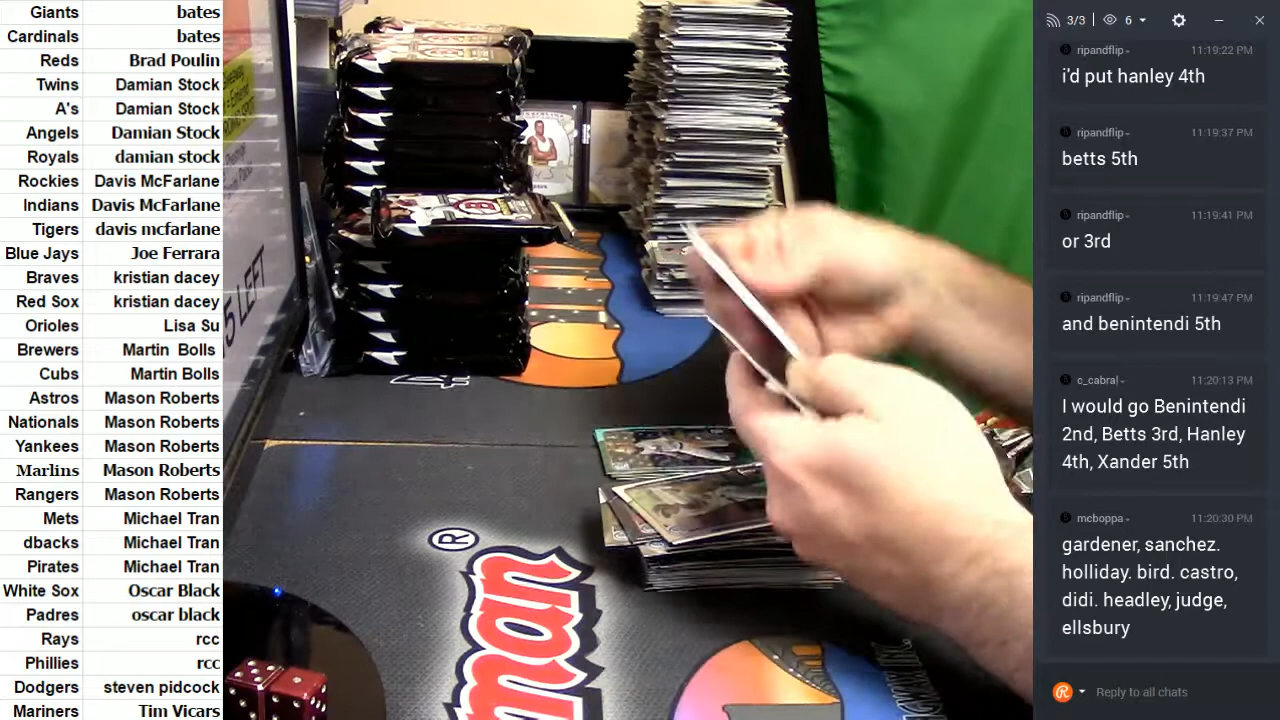 Giants bates
Cardinals bates
Reds Brad Poulin
Twins Damian Stock
A's Damian Stock
Angels Damian Stock
Royals damian stock
Rockies Davis McFarlane
Indians Davis McFarlane
Tigers davis mcfarlane
Blue Jays Joe Ferrara
Braves kristian dacey
Red Sox kristian dacey
Orioles Lisa Su
Brewers Martin Bolls
Cubs Martin Bolls
Astros Mason Roberts
Nationals Mason Roberts
Yankees Mason Roberts
Marlins Mason Roberts
Rangers Mason Roberts
Mets Michael Tran
dbacks Michael Tran
Pirates Michael Tran
White Sox Oscar Black
Padres oscar black
Rays rcc
Phillies rcc
Dodgers steven pidcock
Mariners Tim Vicars
5 LEFT
man
®
3/3 6
ripandflip 11:19:22 PM
i'd put hanley 4th
ripandflip 11:19:37 PM
betts 5th
ripandflip 11:19:41 PM
or 3rd
ripandflip 11:19:47 PM
and benintendi 5th
c_cabral 11:20:13 PM
I would go Benintendi
2nd, Betts 3rd, Hanley
4th, Xander 5th
mcboppa 11:20:30 PM
gardener, sanchez.
holliday. bird. castro,
didi. headley, judge,
ellsbury
Reply to all chats